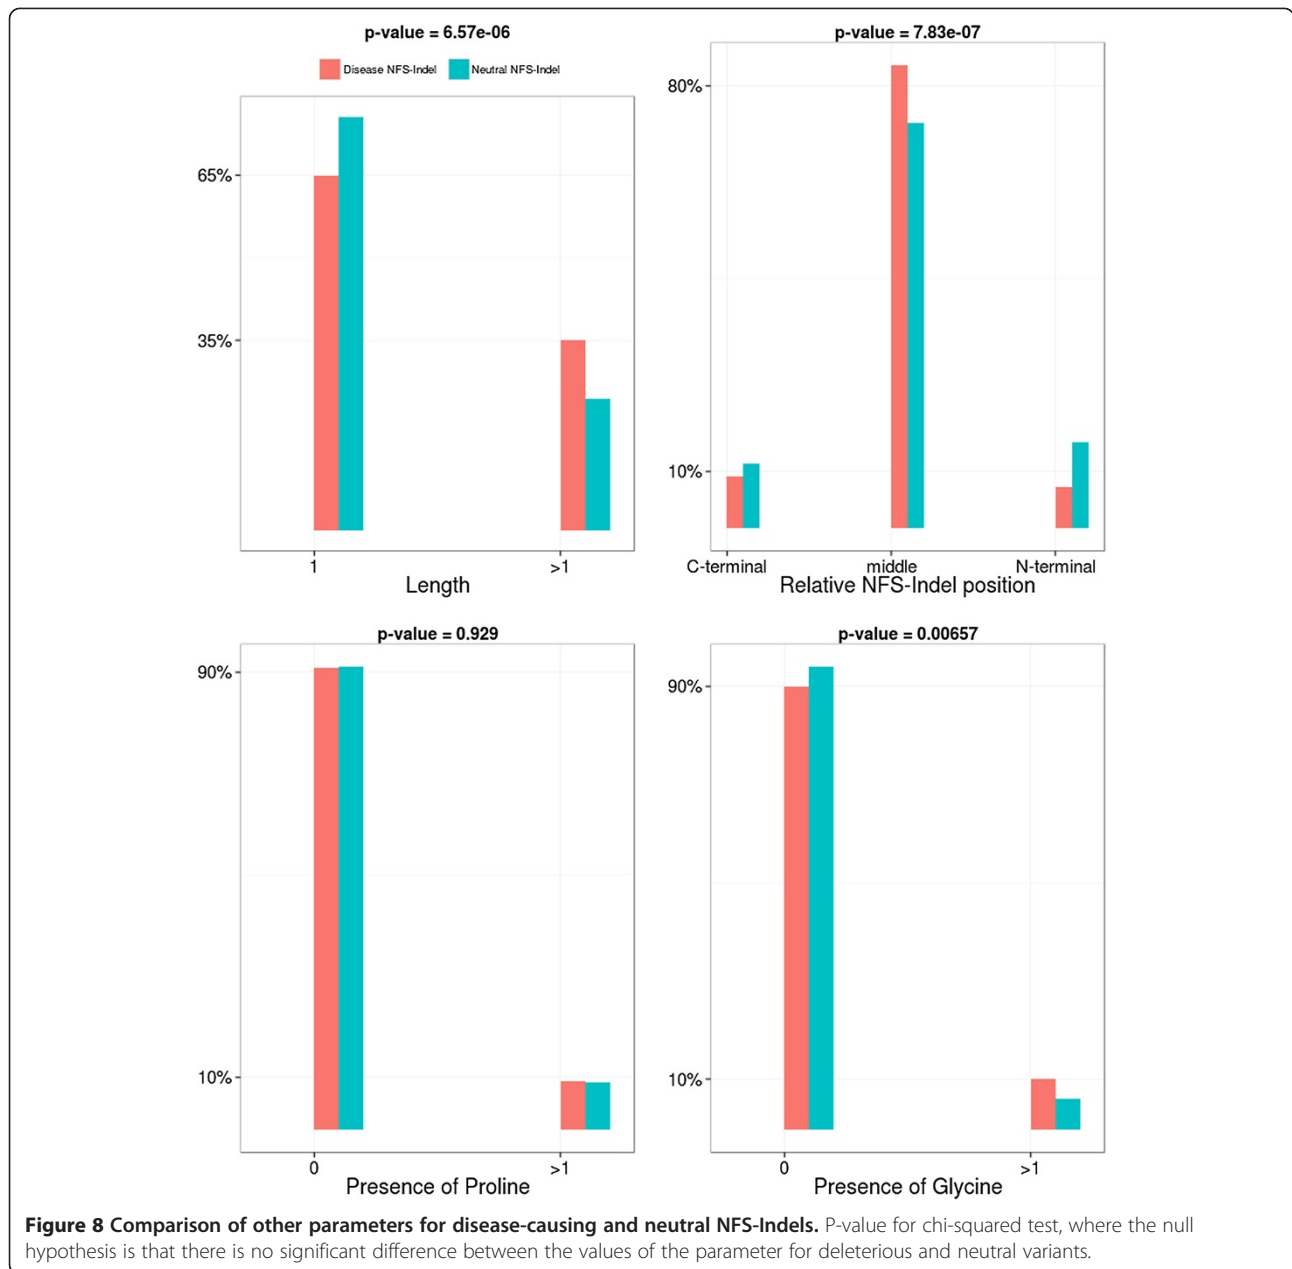 p-value = 6.57e-06
Disease NFS-Indel Neutral NFS-Indel
65%
35%
1 >1
Length
p-value = 7.83e-07
80%
10%
C-terminal middle N-terminal
Relative NFS-Indel position
p-value = 0.929
90%
10%
0 >1
Presence of Proline
p-value = 0.00657
90%
10%
0 >1
Presence of Glycine
Figure 8 Comparison of other parameters for disease-causing and neutral NFS-Indels. P-value for chi-squared test, where the null
hypothesis is that there is no significant difference between the values of the parameter for deleterious and neutral variants.